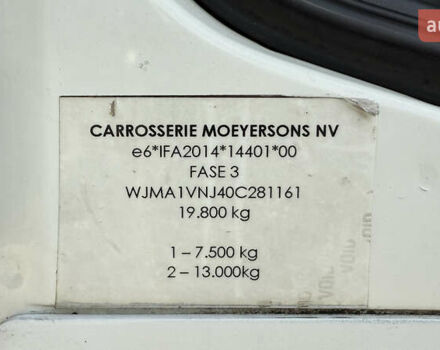 CARROSSERIE MOEYERSONS NV
e6*IFA2014*14401*00
FASE 3
WJMA1VNJ40C281161
19.800 kg
1 – 7.500 kg
2 – 13.000kg